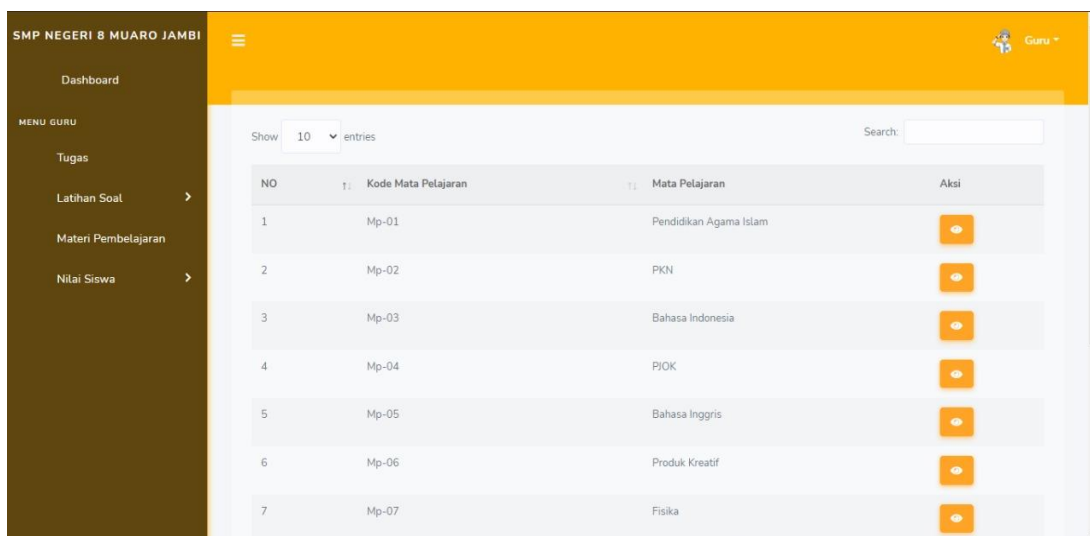 SMP NEGERI 8 MUARO JAMBI
Guru
Dashboard
MENU GURU
Tugas
Latihan Soal
Materi Pembelajaran
Nilai Siswa
Show 10 entries Search:
NO Kode Mata Pelajaran Mata Pelajaran Aksi
1 Mp-01 Pendidikan Agama Islam
2 Mp-02 PKN
3 Mp-03 Bahasa Indonesia
4 Mp-04 PJOK
5 Mp-05 Bahasa Inggris
6 Mp-06 Produk Kreatif
7 Mp-07 Fisika